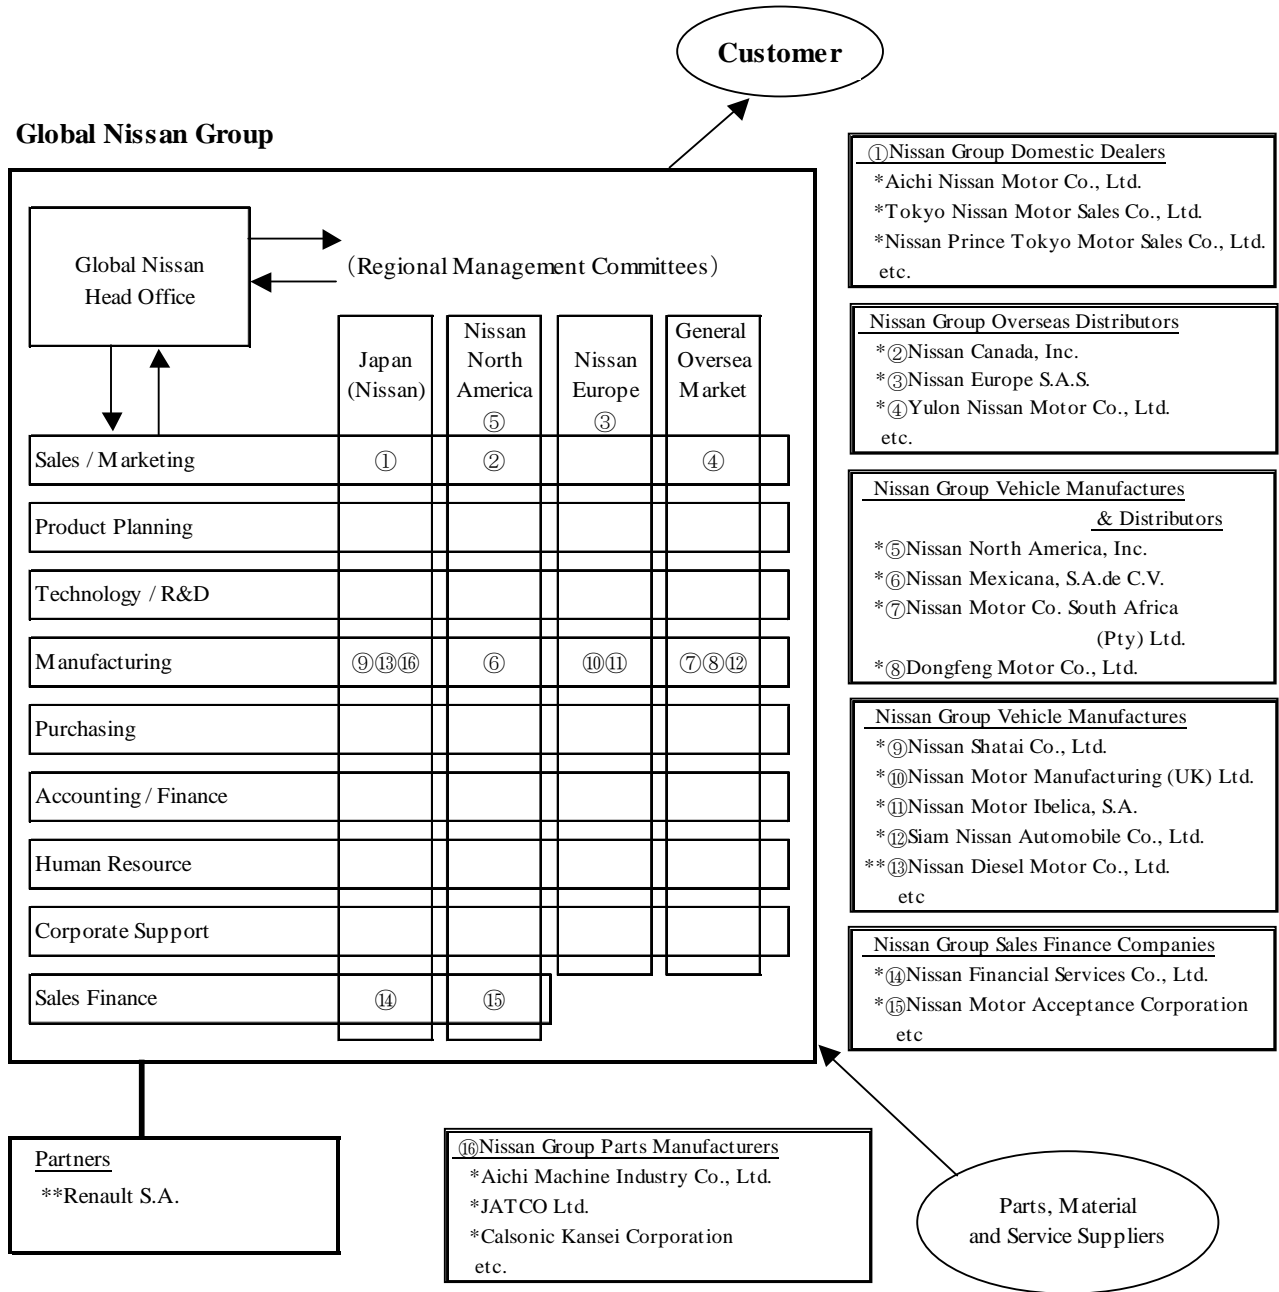 Customer
Global Nissan Group
Global Nissan
Head Office
(Regional Management Committees)
Japan
(Nissan)
Nissan
North
America
⑤
Nissan
Europe
③
General
Oversea
Market
Sales / Marketing ① ② ④
Product Planning
Technology / R&D
Manufacturing ⑨⑬⑯ ⑥ ⑩⑪ ⑦⑧⑫
Purchasing
Accounting / Finance
Human Resource
Corporate Support
Sales Finance ⑭ ⑮
①Nissan Group Domestic Dealers
*Aichi Nissan Motor Co., Ltd.
*Tokyo Nissan Motor Sales Co., Ltd.
*Nissan Prince Tokyo Motor Sales Co., Ltd.
etc.
Nissan Group Overseas Distributors
*②Nissan Canada, Inc.
*③Nissan Europe S.A.S.
*④Yulon Nissan Motor Co., Ltd.
etc.
Nissan Group Vehicle Manufactures
& Distributors
*⑤Nissan North America, Inc.
*⑥Nissan Mexicana, S.A.de C.V.
*⑦Nissan Motor Co. South Africa
(Pty) Ltd.
*⑧Dongfeng Motor Co., Ltd.
Nissan Group Vehicle Manufactures
*⑨Nissan Shatai Co., Ltd.
*⑩Nissan Motor Manufacturing (UK) Ltd.
*⑪Nissan Motor Ibelica, S.A.
*⑫Siam Nissan Automobile Co., Ltd.
**⑬Nissan Diesel Motor Co., Ltd.
etc
Nissan Group Sales Finance Companies
*⑭Nissan Financial Services Co., Ltd.
*⑮Nissan Motor Acceptance Corporation
etc
Partners
**Renault S.A.
⑯Nissan Group Parts Manufacturers
*Aichi Machine Industry Co., Ltd.
*JATCO Ltd.
*Calsonic Kansei Corporation
etc.
Parts, Material
and Service Suppliers